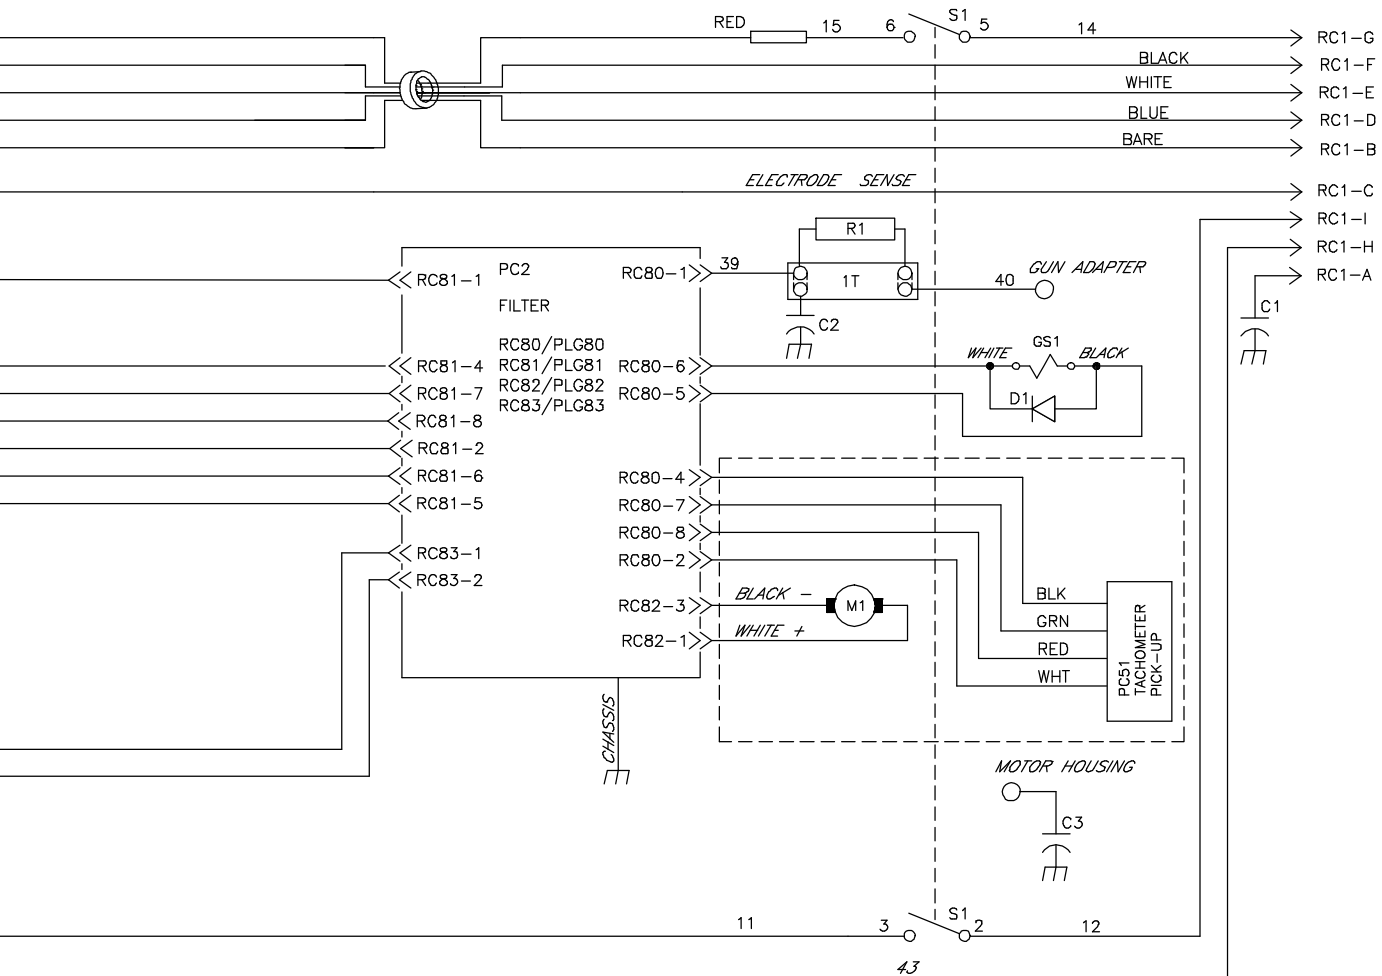 RED 15 6 S1 5 14 RC1-G
BLACK RC1-F
WHITE RC1-E
BLUE RC1-D
BARE RC1-B
ELECTRODE SENSE RC1-C
RC1-I
RC1-H
RC1-A
C1
R1
1T
39
40
GUN ADAPTER
C2
PC2
FILTER
RC80/PLG80
RC81/PLG81
RC82/PLG82
RC83/PLG83
RC81-1
RC81-4
RC81-7
RC81-8
RC81-2
RC81-6
RC81-5
RC83-1
RC83-2
RC80-1
RC80-6
RC80-5
RC80-4
RC80-7
RC80-8
RC80-2
RC82-3
RC82-1
WHITE GS1 BLACK
D1
BLACK -
M1
WHITE +
BLK
GRN
RED
WHT
PC51
TACHOMETER
PICK-UP
CHASSIS
MOTOR HOUSING
C3
11 3 S1 2 12
43